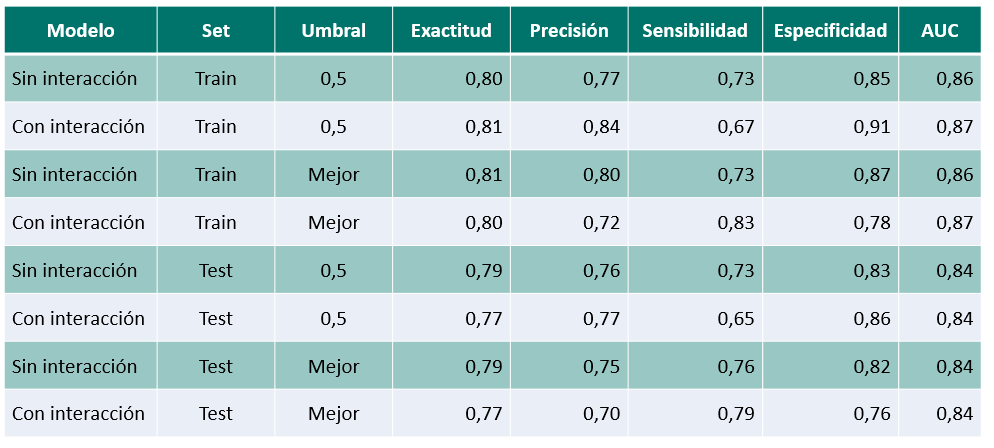 Modelo Set Umbral Exactitud Precisión Sensibilidad Especificidad AUC
Sin interacción Train 0,5 0,80 0,77 0,73 0,85 0,86
Con interacción Train 0,5 0,81 0,84 0,67 0,91 0,87
Sin interacción Train Mejor 0,81 0,80 0,73 0,87 0,86
Con interacción Train Mejor 0,80 0,72 0,83 0,78 0,87
Sin interacción Test 0,5 0,79 0,76 0,73 0,83 0,84
Con interacción Test 0,5 0,77 0,77 0,65 0,86 0,84
Sin interacción Test Mejor 0,79 0,75 0,76 0,82 0,84
Con interacción Test Mejor 0,77 0,70 0,79 0,76 0,84